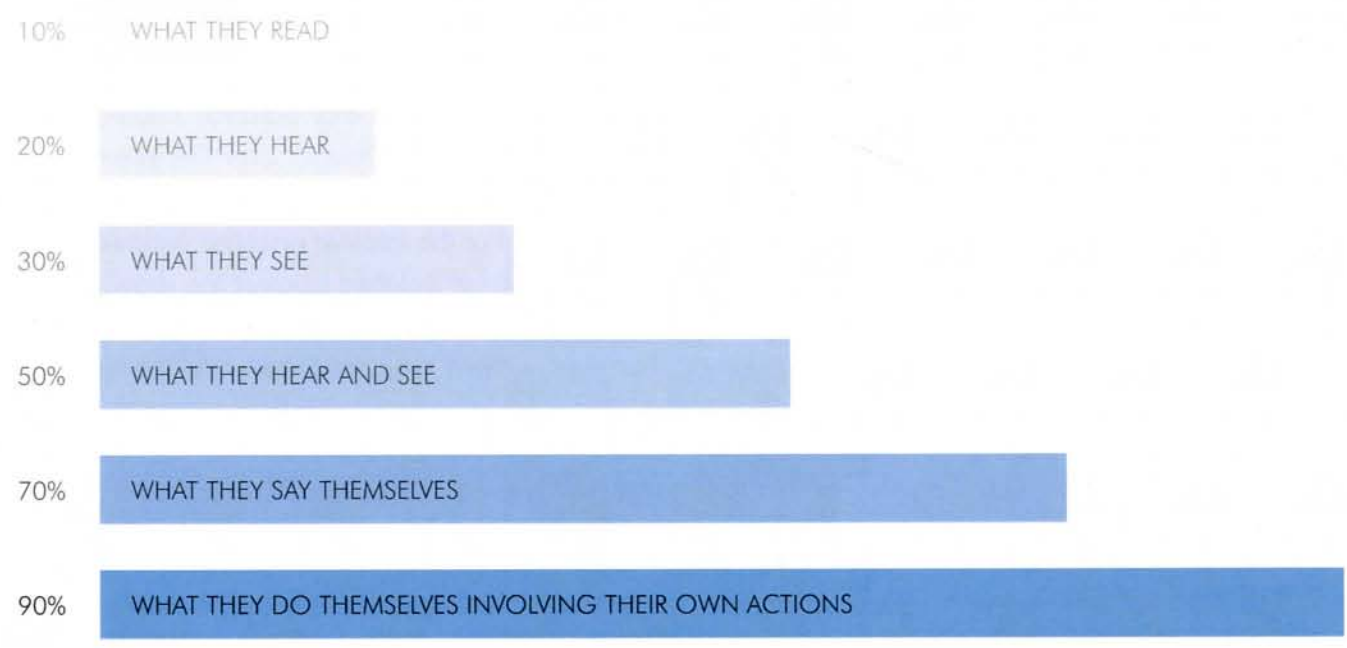 10% WHAT THEY READ
20% WHAT THEY HEAR
30% WHAT THEY SEE
50% WHAT THEY HEAR AND SEE
70% WHAT THEY SAY THEMSELVES
90% WHAT THEY DO THEMSELVES INVOLVING THEIR OWN ACTIONS